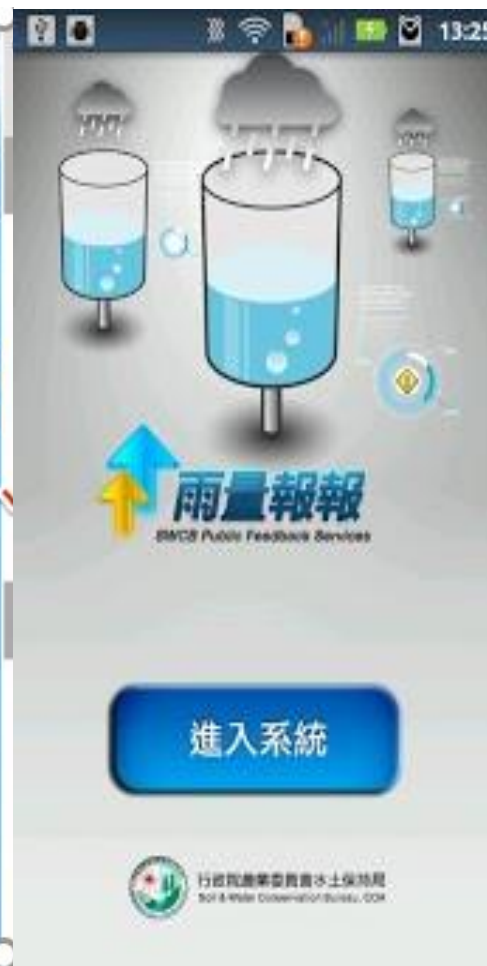 13:25
雨量報報
SWCB Public Feedback Services
進入系統
行政院農業委員會水土保持局
Soil & Water Conservation Bureau, COA